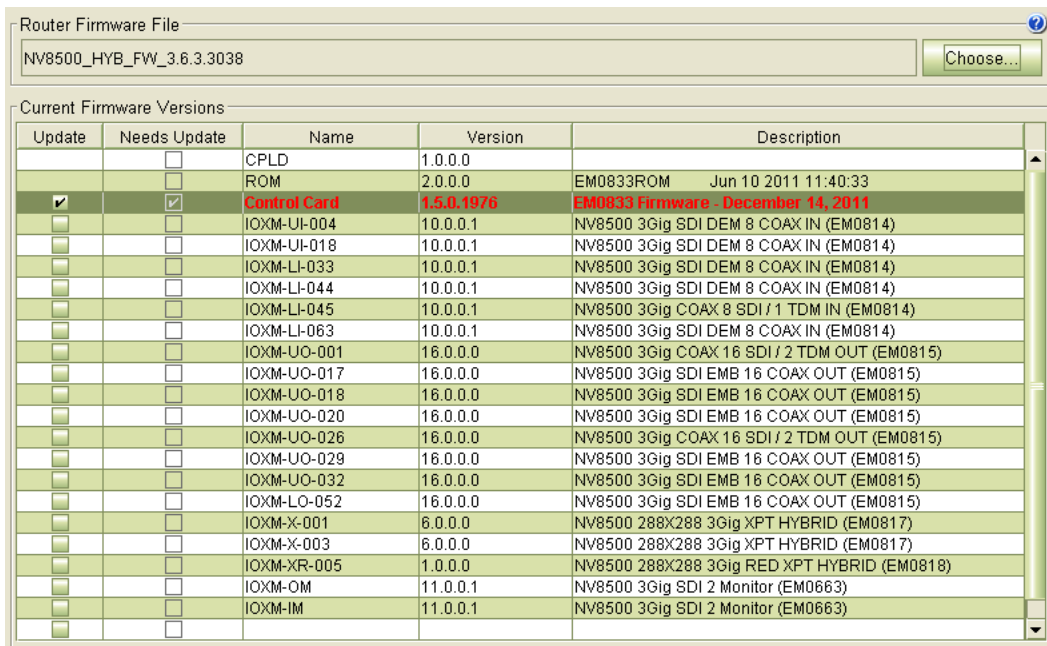 Router Firmware File
?
NV8500_HYB_FW_3.6.3.3038 Choose...
Current Firmware Versions
Update Needs Update Name Version Description
CPLD 1.0.0.0
ROM 2.0.0.0 EM0833ROM Jun 10 2011 11:40:33
Control Card 1.5.0.1976 EM0833 Firmware - December 14, 2011
IOXM-UI-004 10.0.0.1 NV8500 3Gig SDI DEM 8 COAX IN (EM0814)
IOXM-UI-018 10.0.0.1 NV8500 3Gig SDI DEM 8 COAX IN (EM0814)
IOXM-LI-033 10.0.0.1 NV8500 3Gig SDI DEM 8 COAX IN (EM0814)
IOXM-LI-044 10.0.0.1 NV8500 3Gig SDI DEM 8 COAX IN (EM0814)
IOXM-LI-045 10.0.0.1 NV8500 3Gig COAX 8 SDI / 1 TDM IN (EM0814)
IOXM-LI-063 10.0.0.1 NV8500 3Gig SDI DEM 8 COAX IN (EM0814)
IOXM-UO-001 16.0.0.0 NV8500 3Gig COAX 16 SDI / 2 TDM OUT (EM0815)
IOXM-UO-017 16.0.0.0 NV8500 3Gig SDI EMB 16 COAX OUT (EM0815)
IOXM-UO-018 16.0.0.0 NV8500 3Gig SDI EMB 16 COAX OUT (EM0815)
IOXM-UO-020 16.0.0.0 NV8500 3Gig SDI EMB 16 COAX OUT (EM0815)
IOXM-UO-026 16.0.0.0 NV8500 3Gig COAX 16 SDI / 2 TDM OUT (EM0815)
IOXM-UO-029 16.0.0.0 NV8500 3Gig SDI EMB 16 COAX OUT (EM0815)
IOXM-UO-032 16.0.0.0 NV8500 3Gig SDI EMB 16 COAX OUT (EM0815)
IOXM-LO-052 16.0.0.0 NV8500 3Gig SDI EMB 16 COAX OUT (EM0815)
IOXM-X-001 6.0.0.0 NV8500 288X288 3Gig XPT HYBRID (EM0817)
IOXM-X-003 6.0.0.0 NV8500 288X288 3Gig XPT HYBRID (EM0817)
IOXM-XR-005 1.0.0.0 NV8500 288X288 3Gig RED XPT HYBRID (EM0818)
IOXM-OM 11.0.0.1 NV8500 3Gig SDI 2 Monitor (EM0663)
IOXM-IM 11.0.0.1 NV8500 3Gig SDI 2 Monitor (EM0663)